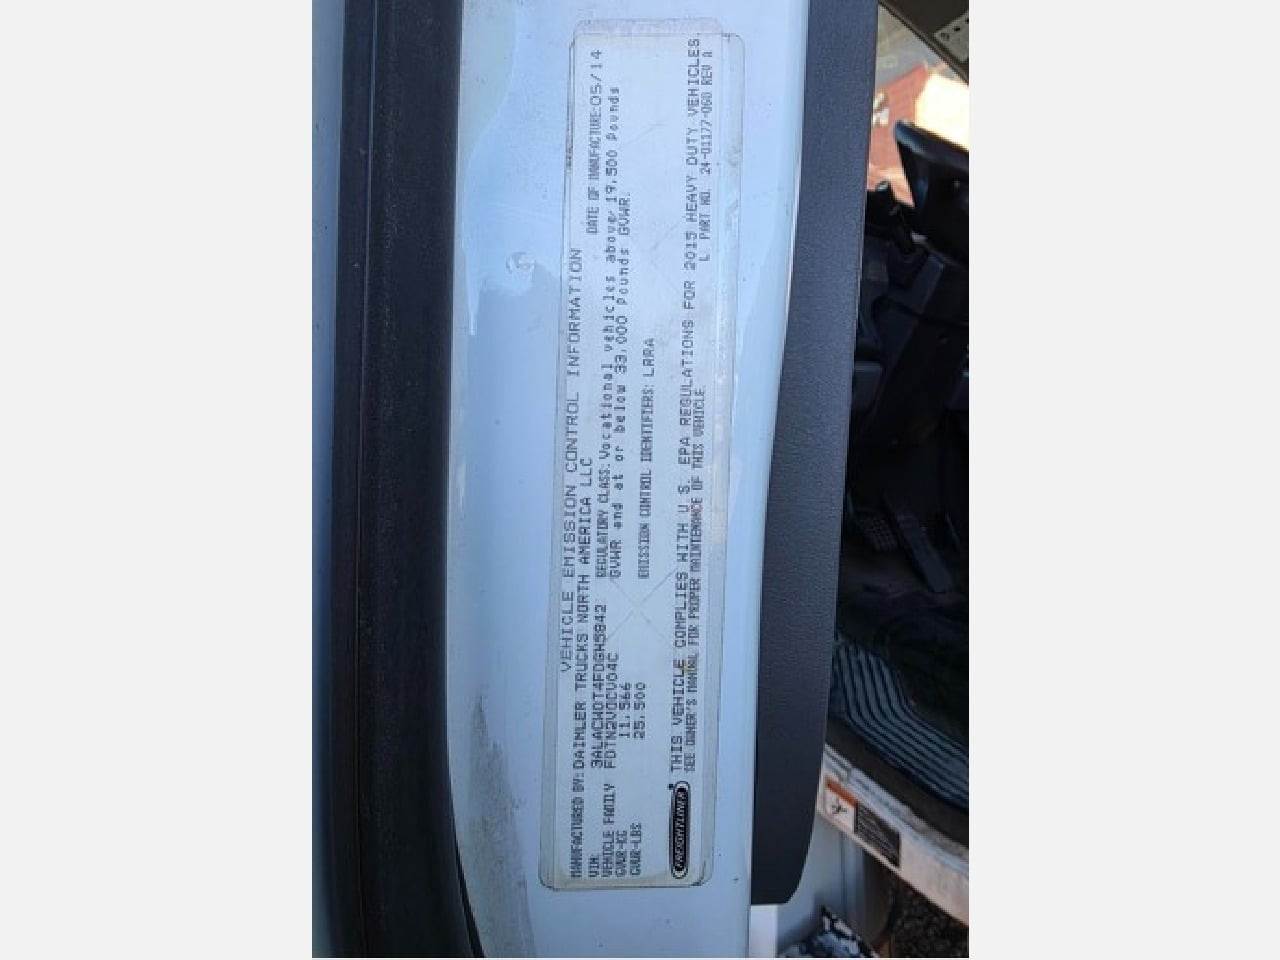 VEHICLE EMISSION CONTROL INFORMATION
MANUFACTURED BY: DAIMLER TRUCKS NORTH AMERICA LLC
DATE OF MANUFACTURE: 05/14
VIN: 3ALACWDT4FDGH5842
REGULATORY CLASS: Vocational vehicles above 19,500 Pounds
VEHICLE FAMILY FDTN2VOCV04C
GVWR and at or below 33,000 Pounds GVWR.
GVWR-KG 11,566
GVWR-LBS 25,500
EMISSION CONTROL IDENTIFIERS: LRRA
FREIGHTLINER
THIS VEHICLE COMPLIES WITH U.S. EPA REGULATIONS FOR 2015 HEAVY DUTY VEHICLES.
SEE OWNER'S MANUAL FOR PROPER MAINTENANCE OF THIS VEHICLE.
L PART NO. 24-01177-060 REV A